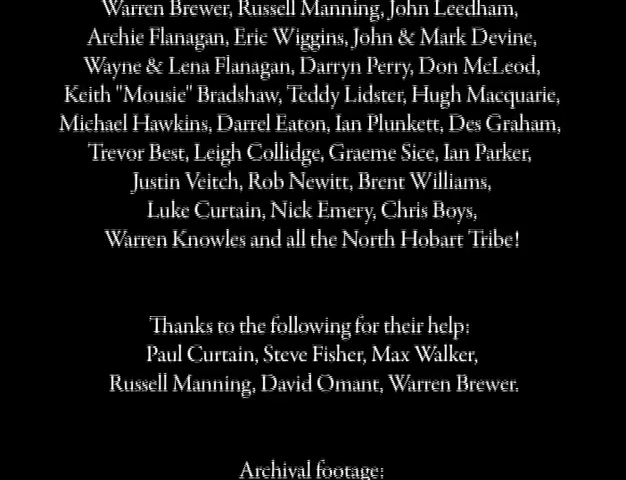 Warren Brewer, Russell Manning, John Leedham,
Archie Flanagan, Eric Wiggins, John & Mark Devine,
Wayne & Lena Flanagan, Darryn Perry, Don McLeod,
Keith "Mousie" Bradshaw, Teddy Lidster, Hugh Macquarie,
Michael Hawkins, Darrel Eaton, Ian Plunkett, Des Graham,
Trevor Best, Leigh Collidge, Graeme Sice, Ian Parker,
Justin Veitch, Rob Newitt, Brent Williams,
Luke Curtain, Nick Emery, Chris Boys,
Warren Knowles and all the North Hobart Tribe!
Thanks to the following for their help:
Paul Curtain, Steve Fisher, Max Walker,
Russell Manning, David Omant, Warren Brewer.
Archival footage: